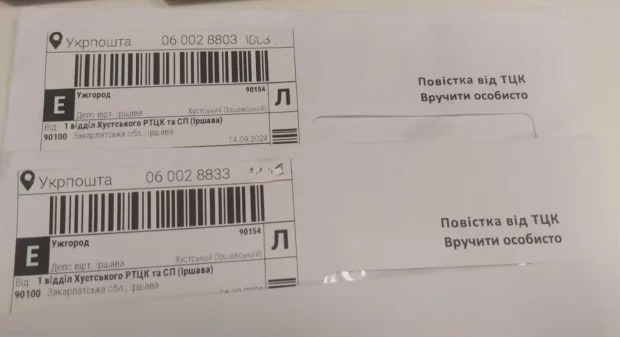 Укрпошта 06 002 8803
Ужгород 90154
Е
Л
Депо вірт. Іршава Хустський (Іршавський)
Від: 1 відділ Хустського РТЦК та СП (Іршава)
90100 Закарпатська обл., Іршава 14.09.2024
Повістка від ТЦК
Вручити особисто
Укрпошта 06 002 8833
Ужгород 90154
Е
Л
Депо вірт. Іршава Хустський (Іршавський)
Від: 1 відділ Хустського РТЦК та СП (Іршава)
90100 Закарпатська обл., Іршава
Повістка від ТЦК
Вручити особисто